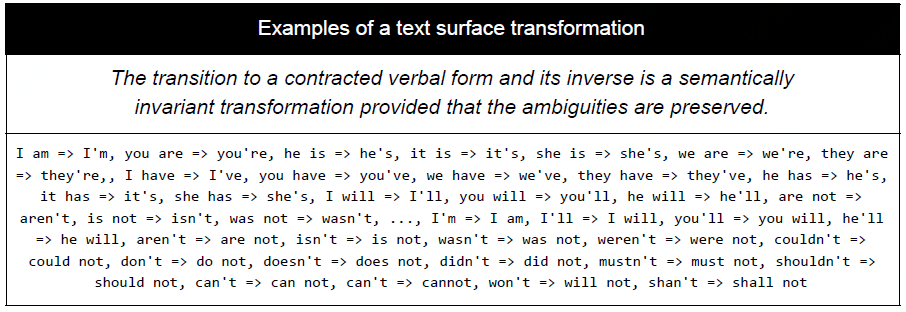 Examples of a text surface transformation
The transition to a contracted verbal form and its inverse is a semantically
invariant transformation provided that the ambiguities are preserved.
I am => I'm, you are => you're, he is => he's, it is => it's, she is => she's, we are => we're, they are
=> they're,, I have => I've, you have => you've, we have => we've, they have => they've, he has => he's,
it has => it's, she has => she's, I will => I'll, you will => you'll, he will => he'll, are not =>
aren't, is not => isn't, was not => wasn't, ..., I'm => I am, I'll => I will, you'll => you will, he'll
=> he will, aren't => are not, isn't => is not, wasn't => was not, weren't => were not, couldn't =>
could not, don't => do not, doesn't => does not, didn't => did not, mustn't => must not, shouldn't =>
should not, can't => can not, can't => cannot, won't => will not, shan't => shall not